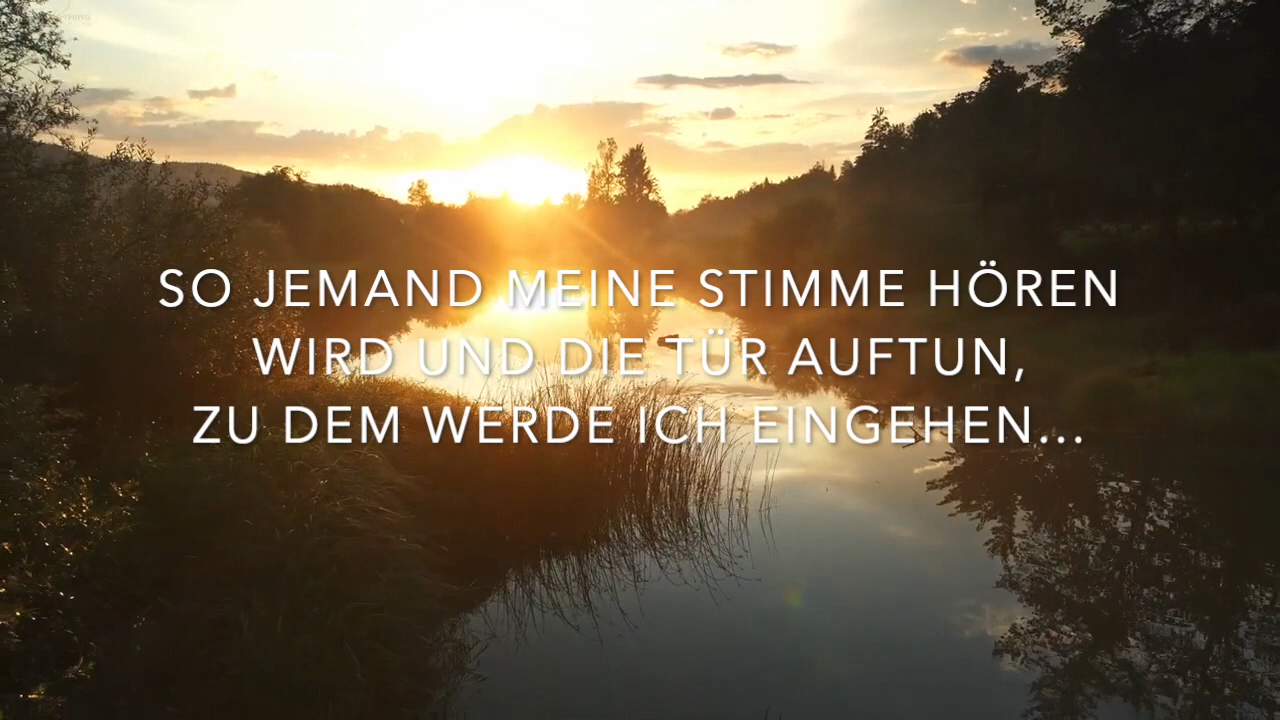 SO JEMAND MEINE STIMME HÖREN
WIRD UND DIE TÜR AUFTUN,
ZU DEM WERDE ICH EINGEHEN...